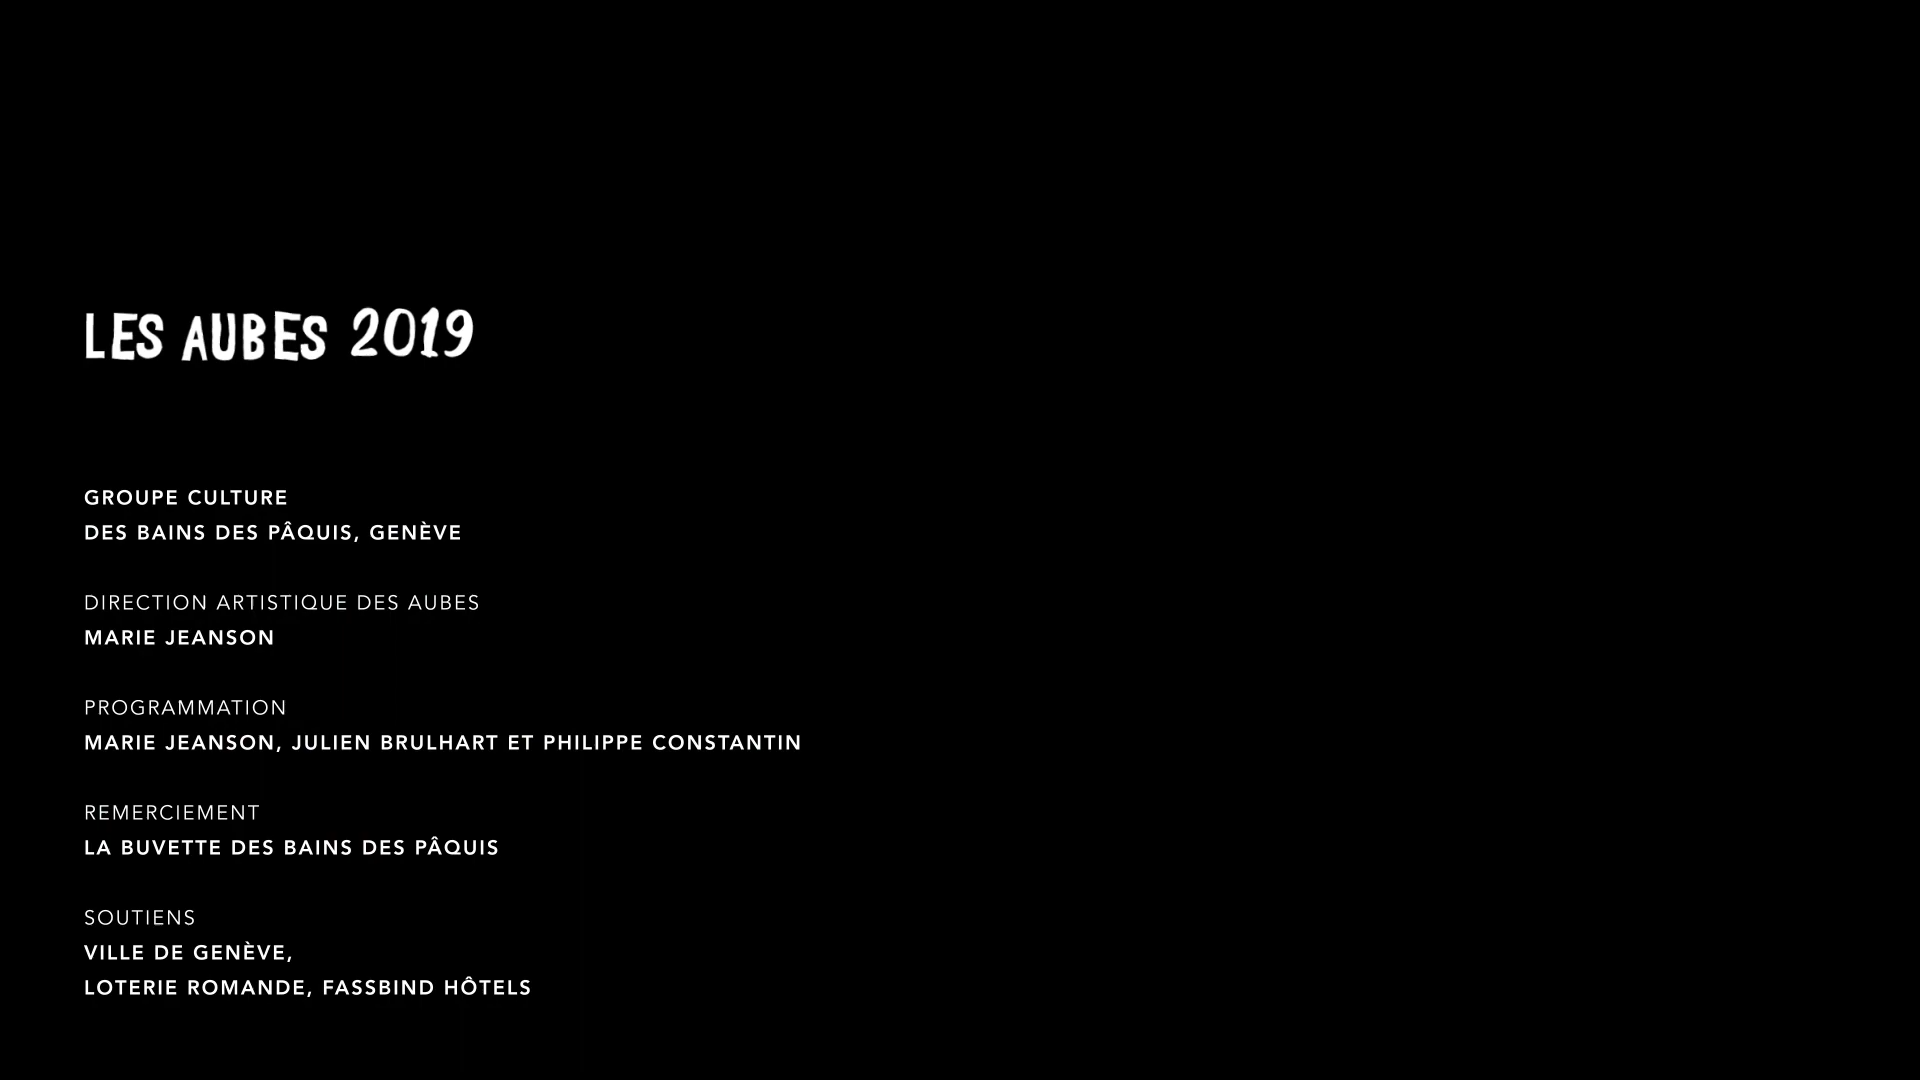 LES AUBES 2019
GROUPE CULTURE
DES BAINS DES PÂQUIS, GENÈVE
DIRECTION ARTISTIQUE DES AUBES
MARIE JEANSON
PROGRAMMATION
MARIE JEANSON, JULIEN BRULHART ET PHILIPPE CONSTANTIN
REMERCIEMENT
LA BUVETTE DES BAINS DES PÂQUIS
SOUTIENS
VILLE DE GENÈVE,
LOTERIE ROMANDE, FASSBIND HÔTELS